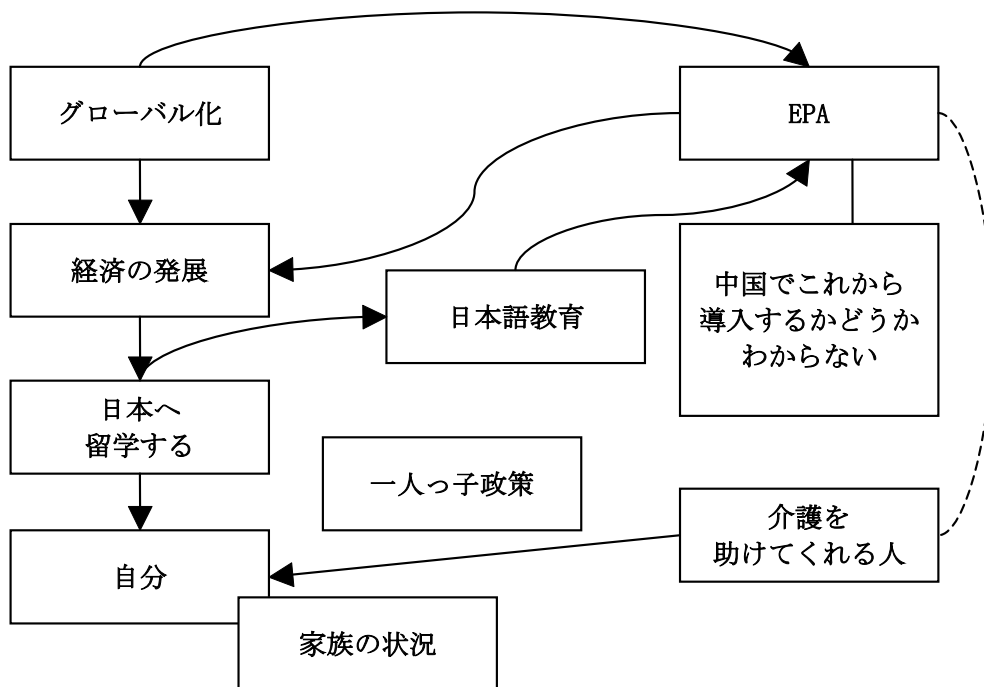 グローバル化
EPA
経済の発展
日本語教育
中国でこれから
導入するかどうか
わからない
日本へ
留学する
一人っ子政策
介護を
助けてくれる人
自分
家族の状況